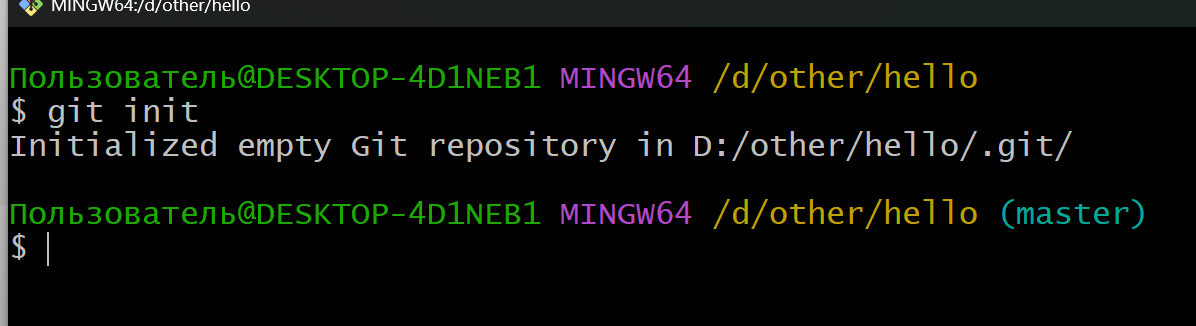 MINGW64:/d/other/hello
Пользователь@DESKTOP-4D1NEB1 MINGW64 /d/other/hello
$ git init
Initialized empty Git repository in D:/other/hello/.git/
Пользователь@DESKTOP-4D1NEB1 MINGW64 /d/other/hello (master)
$